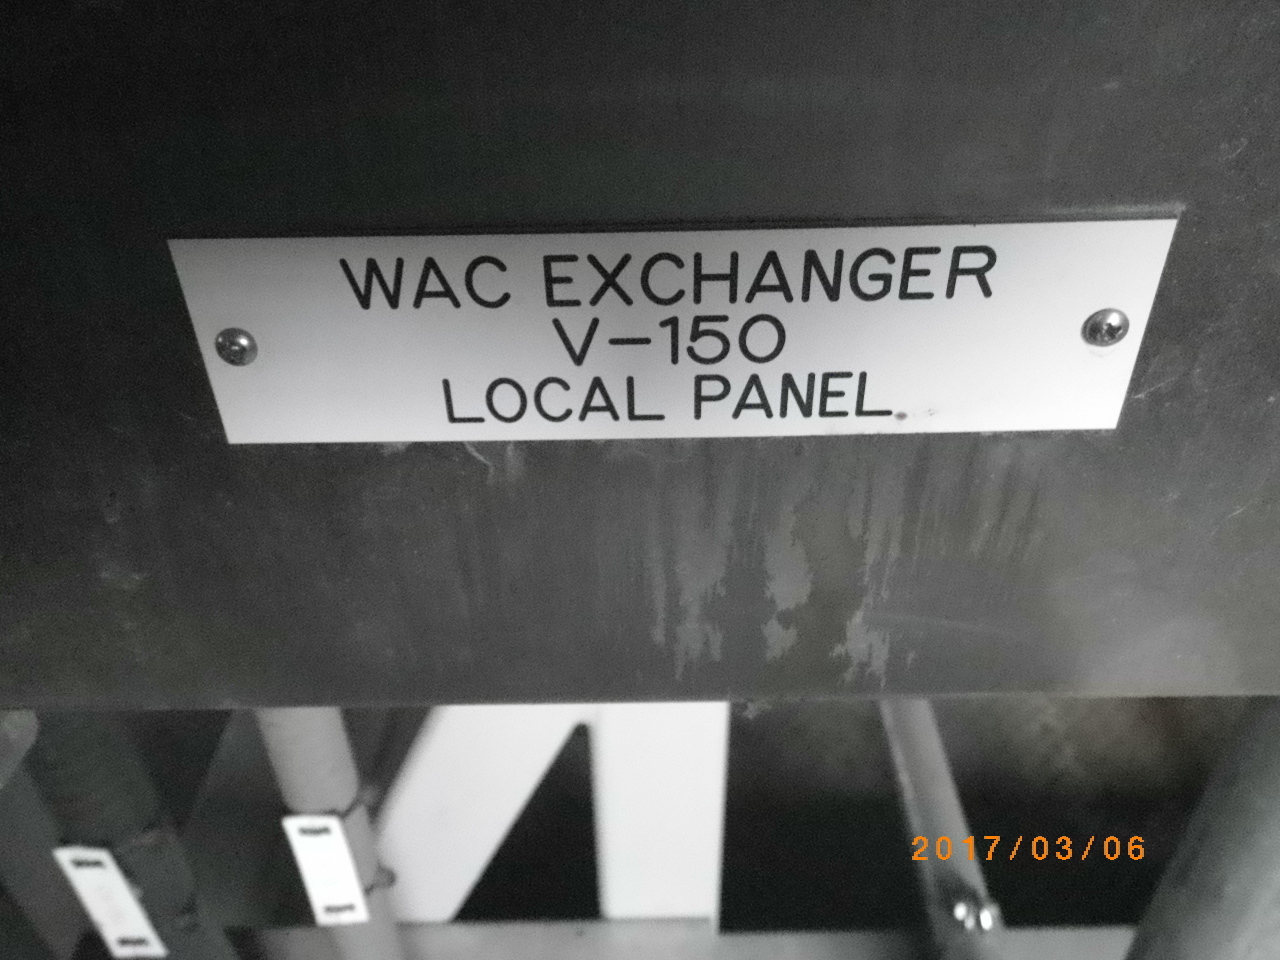 WAC EXCHANGER
V-150
LOCAL PANEL
2017/03/06